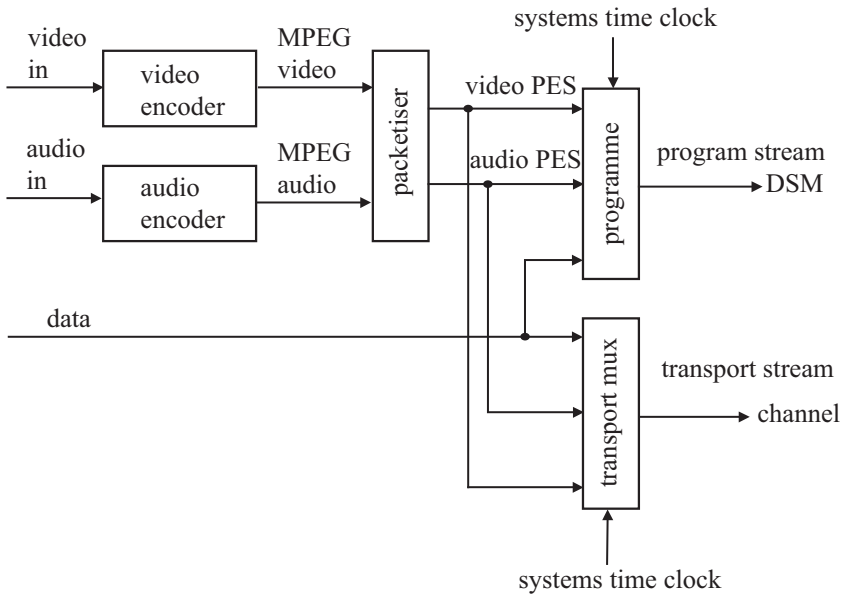 systems time clock
video
in
video
encoder
MPEG
video
packetiser
video PES
programme
program stream
DSM
audio
in
audio
encoder
MPEG
audio
audio PES
data
transport mux
transport stream
channel
systems time clock